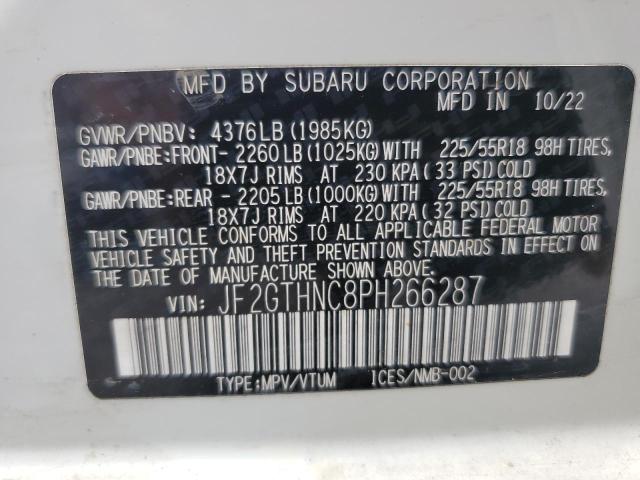 MFD BY SUBARU CORPORATION
MFD IN 10/22
GVWR/PNBV: 4376LB (1985KG)
GAWR/PNBE:FRONT- 2260LB (1025KG)WITH 225/55R18 98H TIRES,
18X7J RIMS AT 230 KPA (33 PSI) COLD
GAWR/PNBE:REAR - 2205LB (1000KG)WITH 225/55R18 98H TIRES,
18X7J RIMS AT 220 KPA (32 PSI) COLD
THIS VEHICLE CONFORMS TO ALL APPLICABLE FEDERAL MOTOR
VEHICLE SAFETY AND THEFT PREVENTION STANDARDS IN EFFECT ON
THE DATE OF MANUFACTURE SHOWN ABOVE.
VIN: JF2GTHNC8PH266287
TYPE:MPV/VTUM ICES/NMB-002